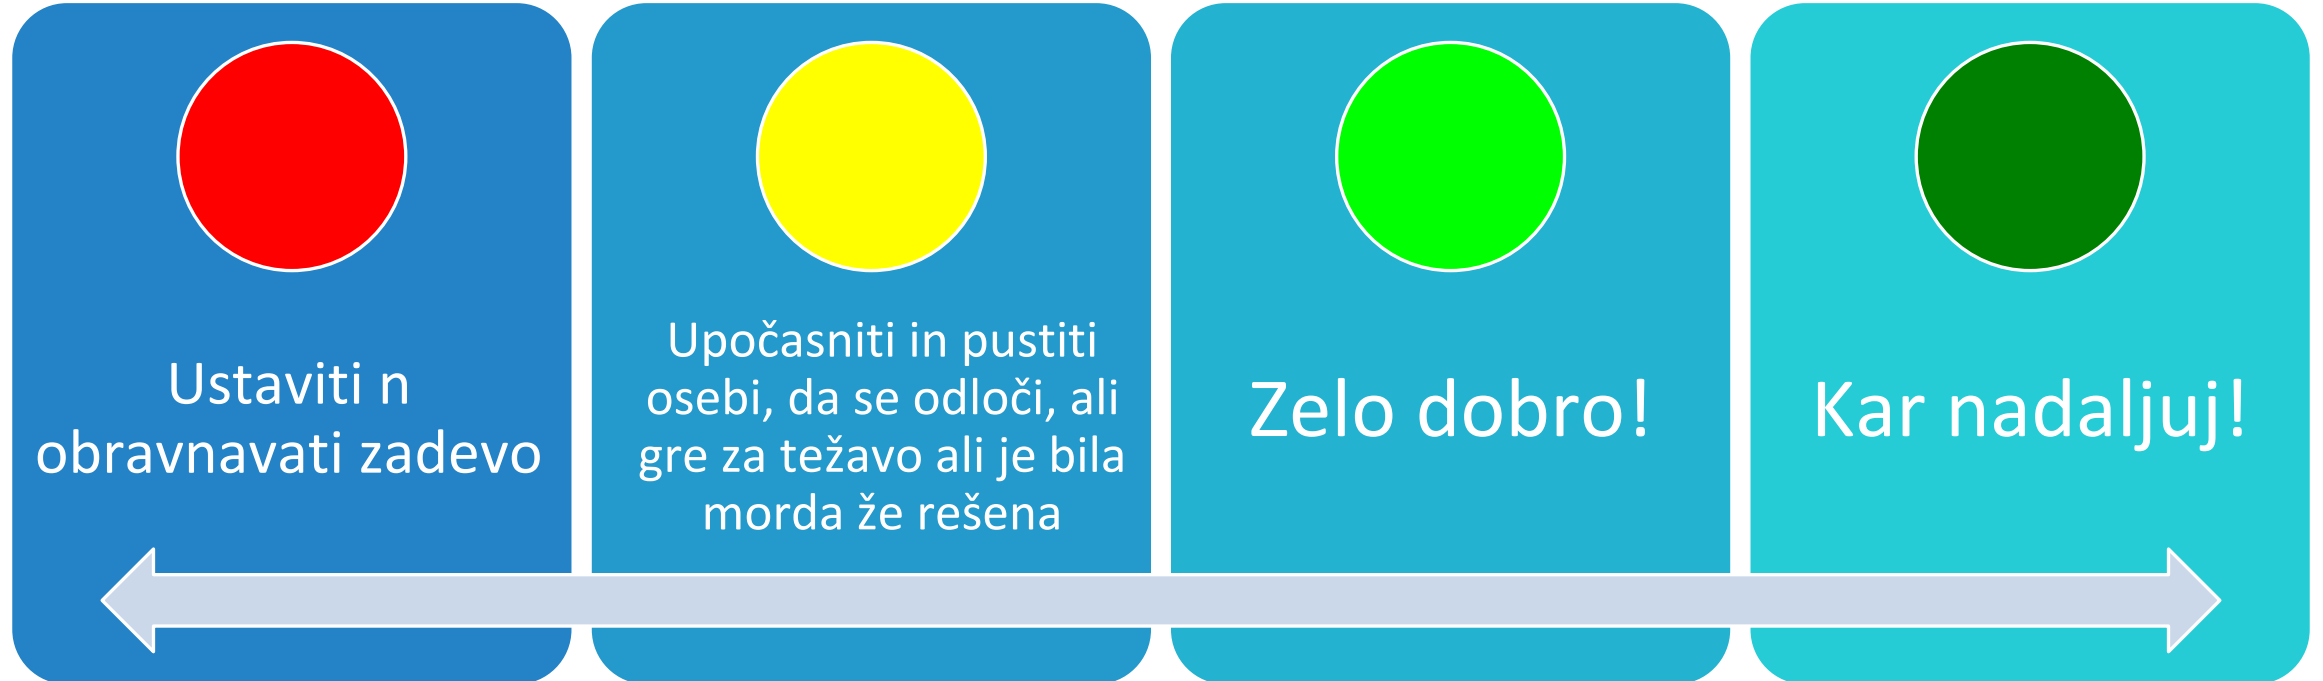 Ustaviti n
obravnavati zadevo
Upočasniti in pustiti
osebi, da se odloči, ali
gre za težavo ali je bila
morda že rešena
Zelo dobro!
Kar nadaljuj!